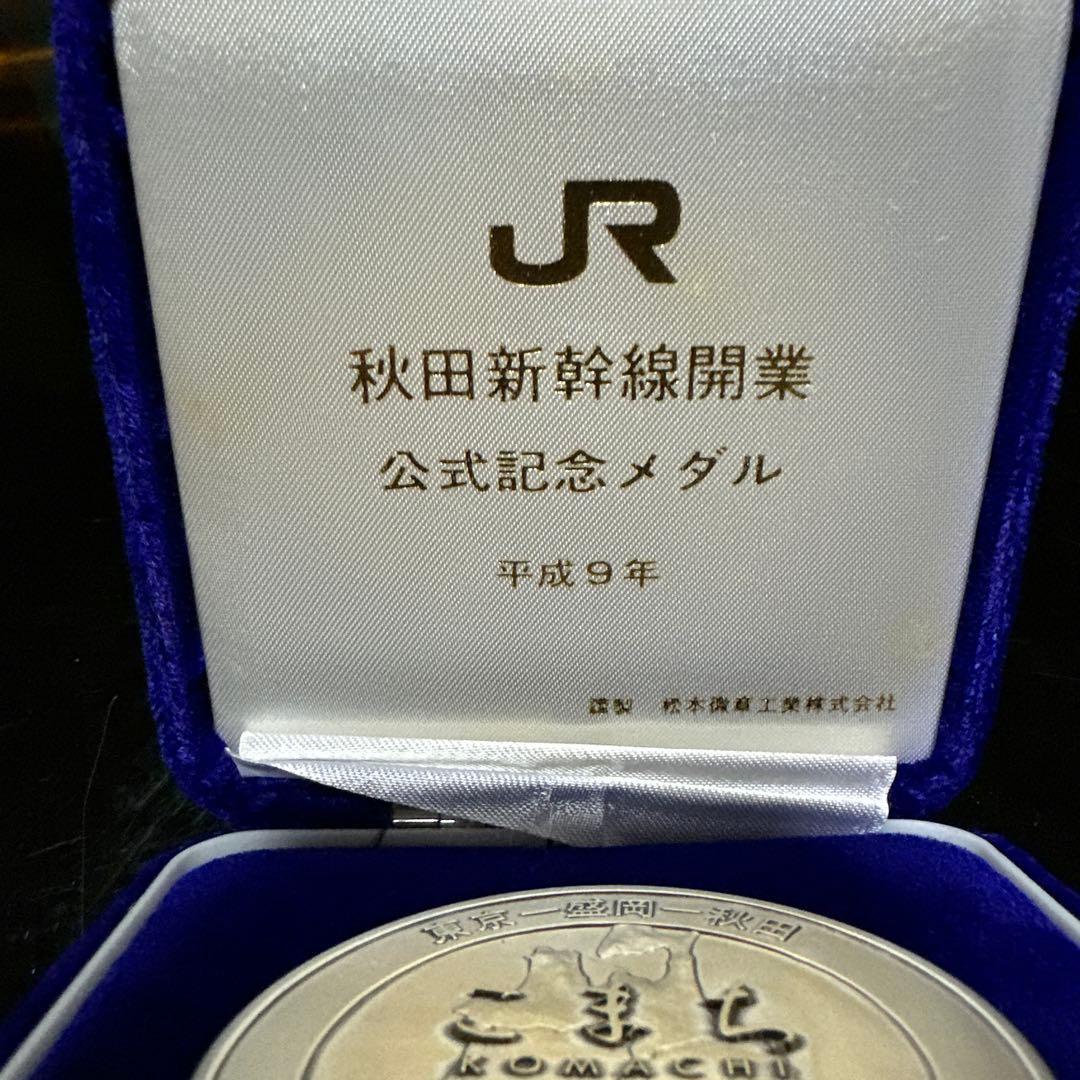 JR
秋田新幹線開業
公式記念メダル
平成9年
謹製 松本徽章工業株式会社
東京ー盛岡ー秋田
こまち
KOMACHI